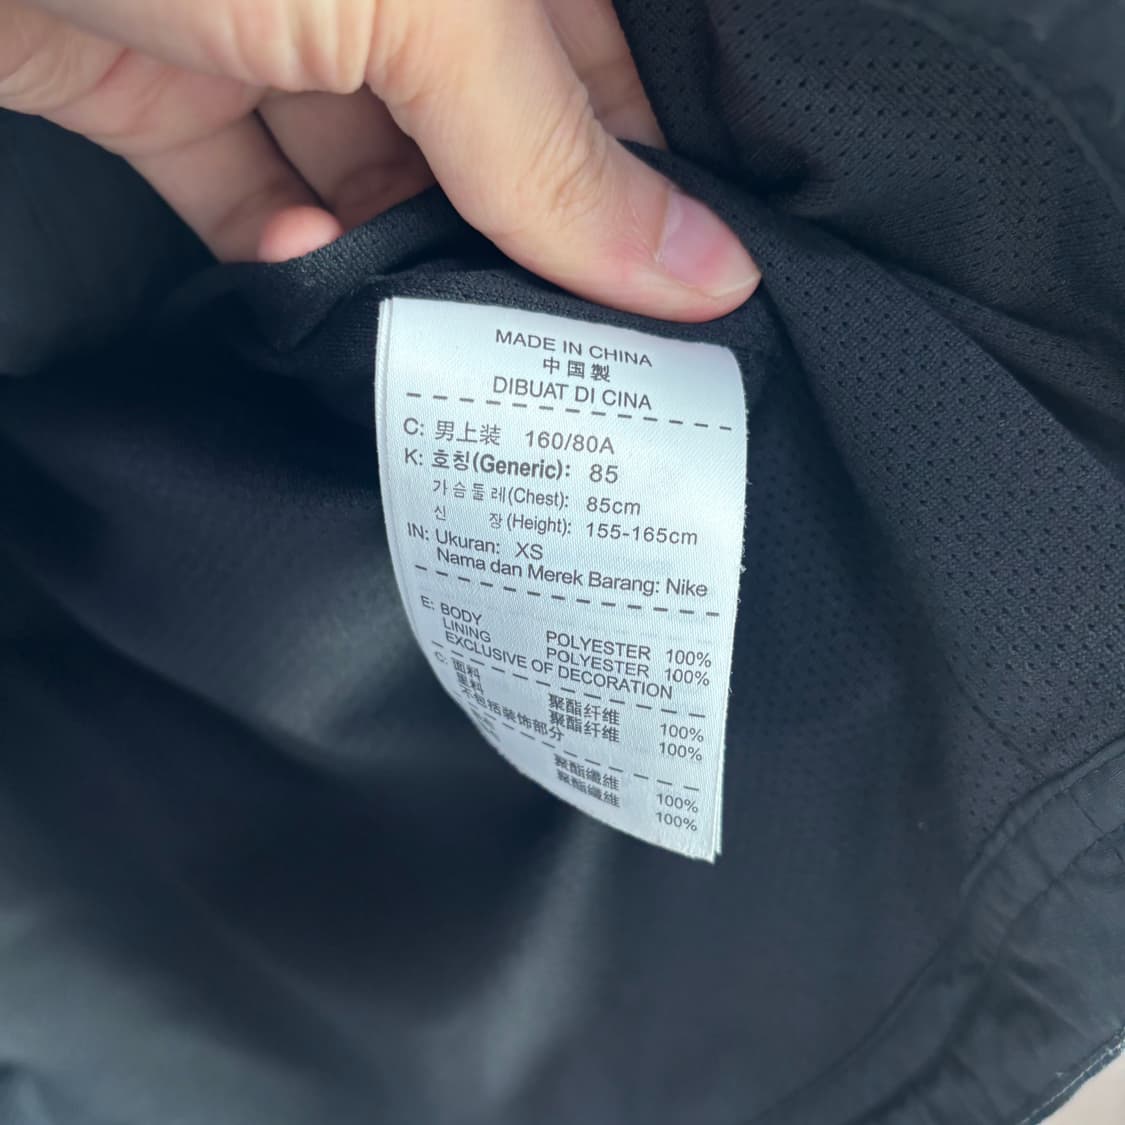 MADE IN CHINA
中国製
DIBUAT DI CINA
C: 男上装 160/80A
K: 호칭(Generic): 85
가슴둘레(Chest): 85cm
신 장(Height): 155-165cm
IN: Ukuran: XS
Nama dan Merek Barang: Nike
E: BODY POLYESTER 100%
LINING POLYESTER 100%
EXCLUSIVE OF DECORATION
C: 面料 聚酯纤维 100%
里料 聚酯纤维 100%
不包括装饰部分
聚酯纖維 100%
聚酯纖維 100%